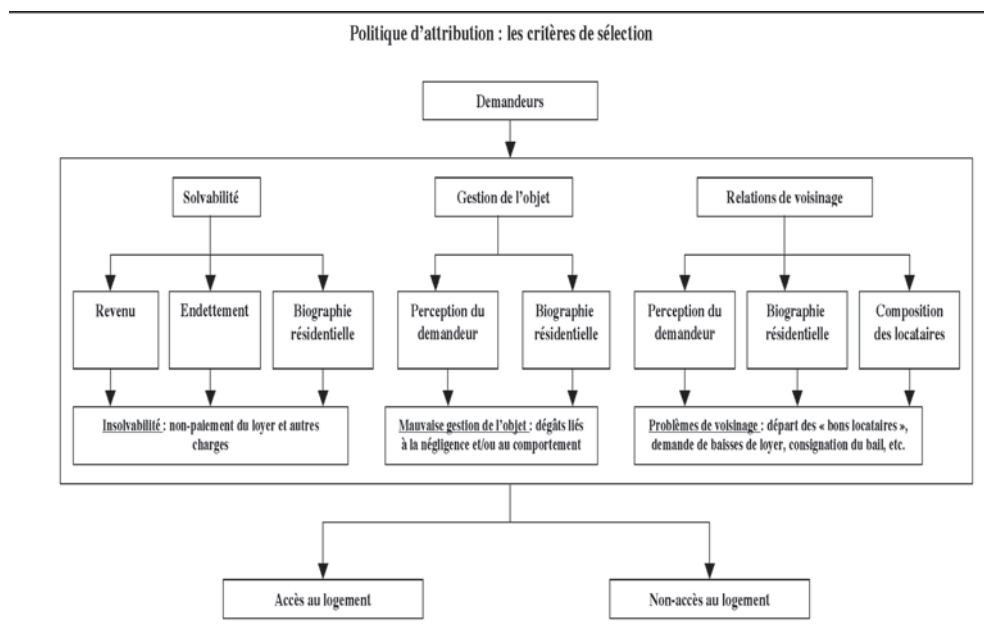 Politique d'attribution : les critères de sélection
Demandeurs
Solvabilité
Gestion de l'objet
Relations de voisinage
Revenu
Endettement
Biographie
résidentielle
Perception du
demandeur
Biographie
résidentielle
Perception du
demandeur
Biographie
résidentielle
Composition
des locataires
Insolvabilité : non-paiement du loyer et autres
charges
Mauvaise gestion de l'objet : dégâts liés
à la négligence et/ou au comportement
Problèmes de voisinage : départ des « bons locataires »,
demande de baisses de loyer, consignation du bail, etc.
Accès au logement
Non-accès au logement